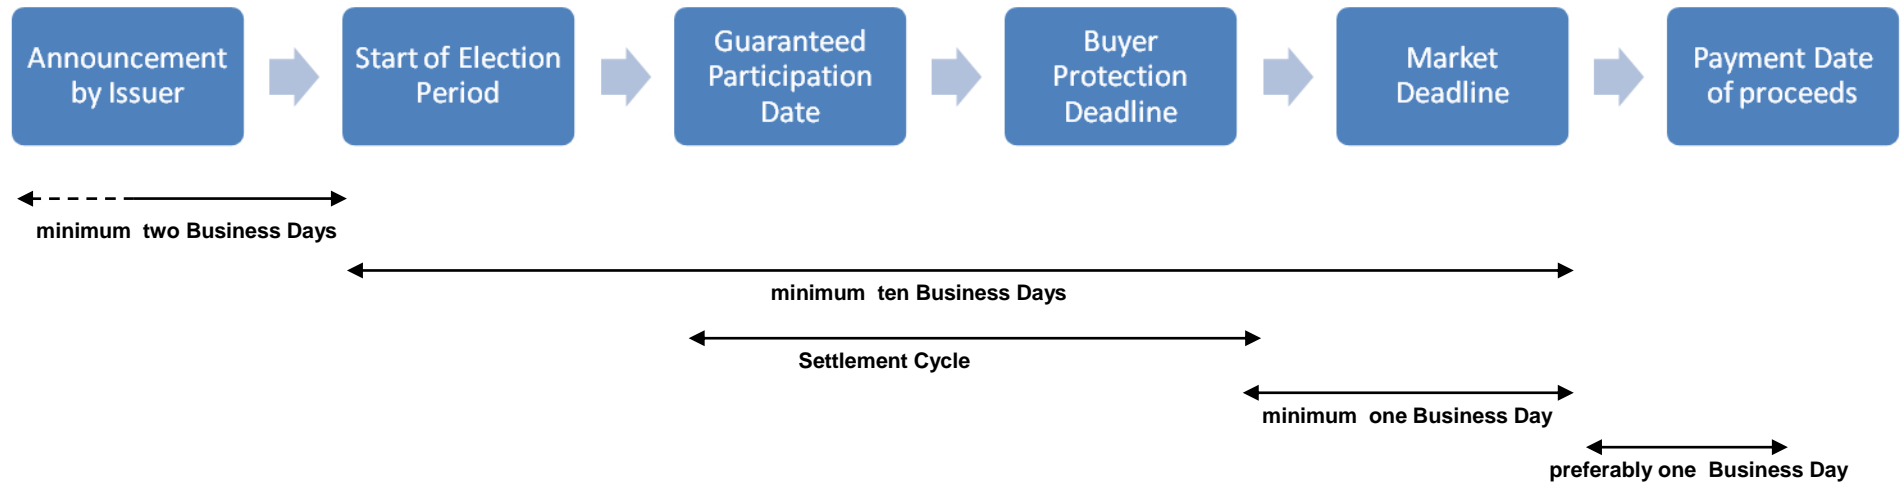 Announcement
by Issuer
Start of Election
Period
Guaranteed
Participation
Date
Buyer
Protection
Deadline
Market
Deadline
Payment Date
of proceeds
minimum two Business Days
minimum ten Business Days
Settlement Cycle
minimum one Business Day
preferably one Business Day